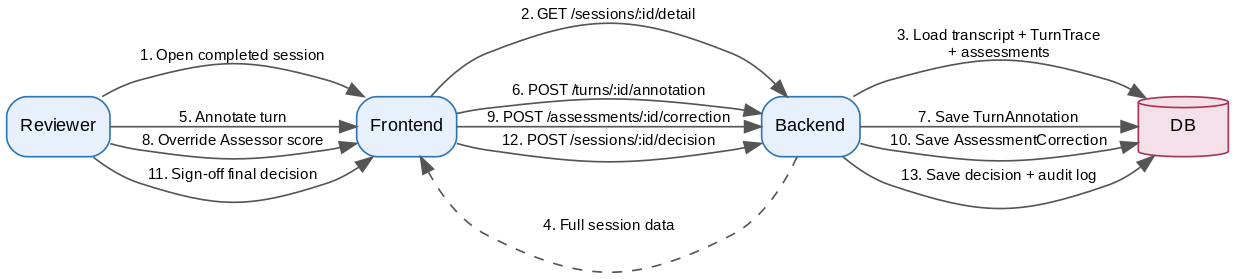 2. GET /sessions/:id/detail
3. Load transcript + TurnTrace
+ assessments
1. Open completed session
6. POST /turns/:id/annotation
5. Annotate turn
9. POST /assessments/:id/correction
7. Save TurnAnnotation
Reviewer
Frontend
Backend
DB
8. Override Assessor score
12. POST /sessions/:id/decision
10. Save AssessmentCorrection
11. Sign-off final decision
13. Save decision + audit log
4. Full session data